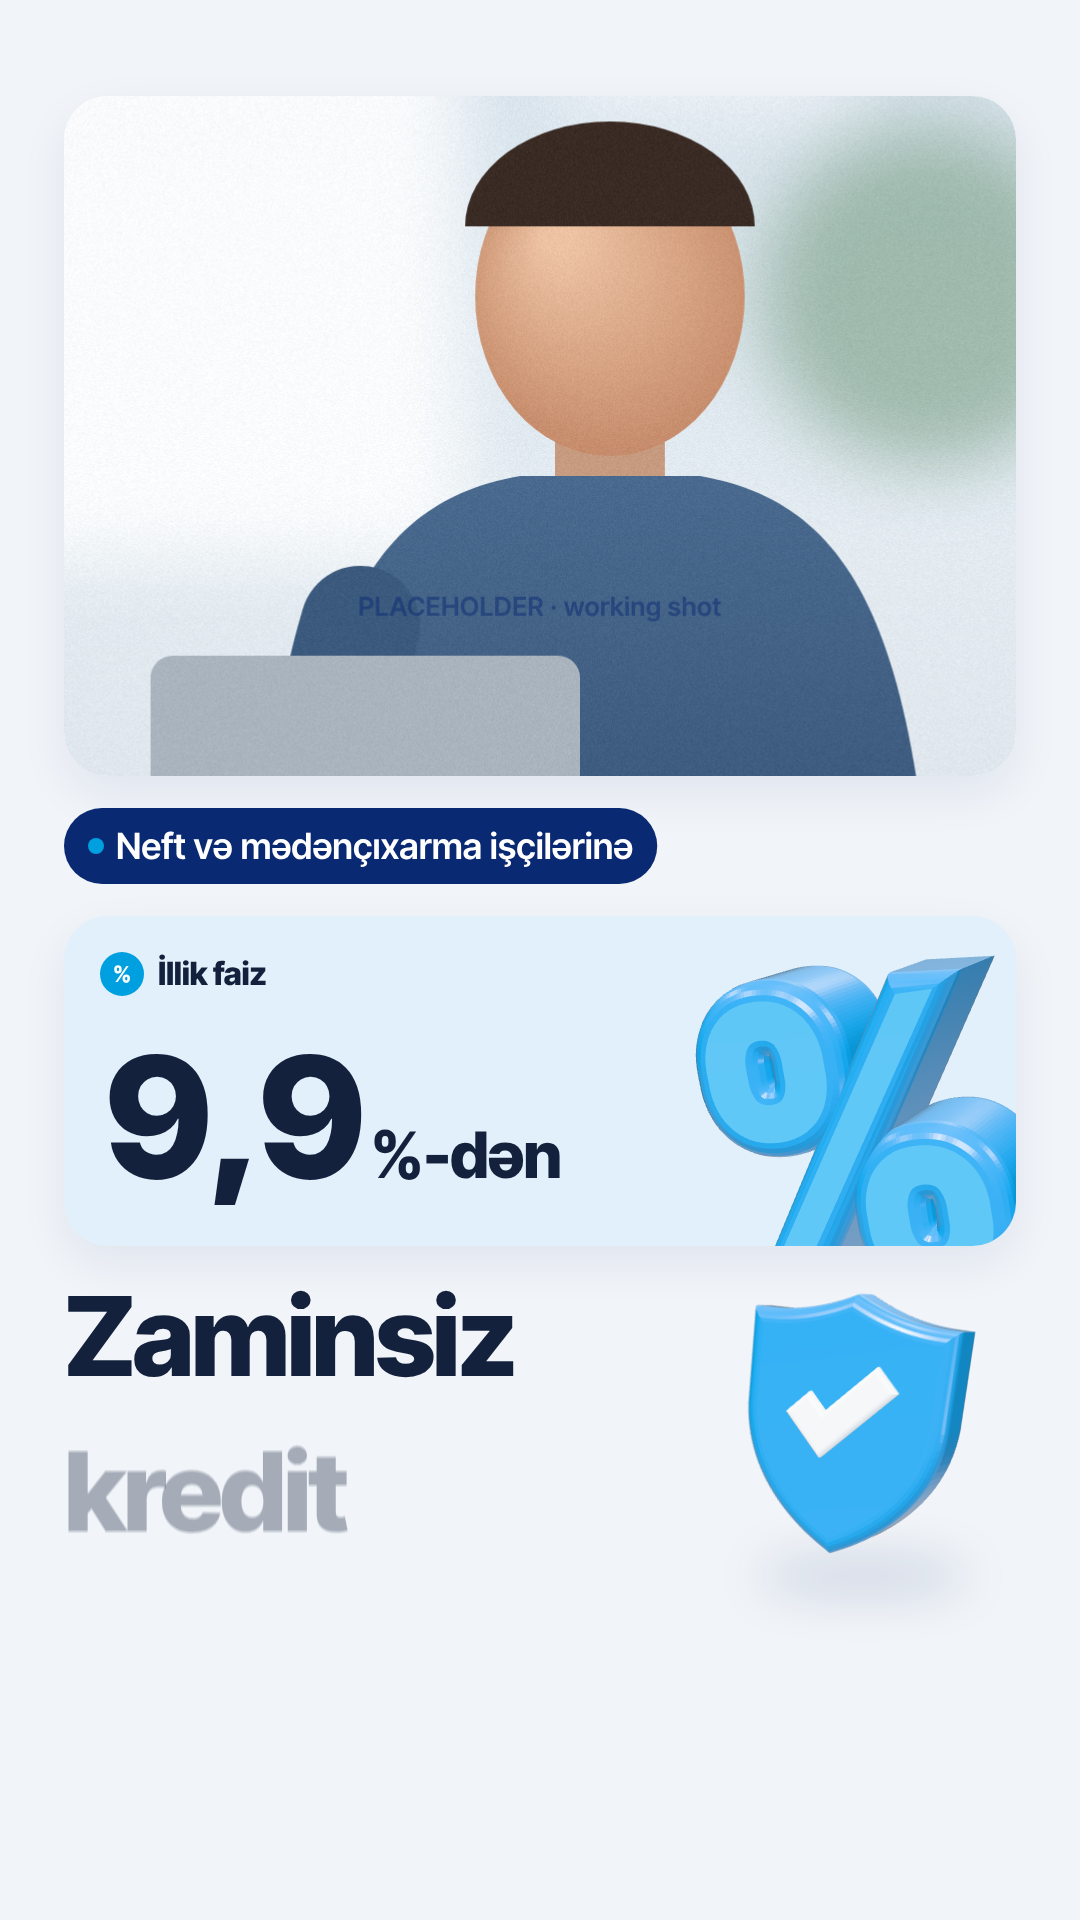 PLACEHOLDER · working shot
Neft və mədənçıxarma işçilərinə
% İllik faiz
9,9%-dən
%
Zaminsiz
kredit